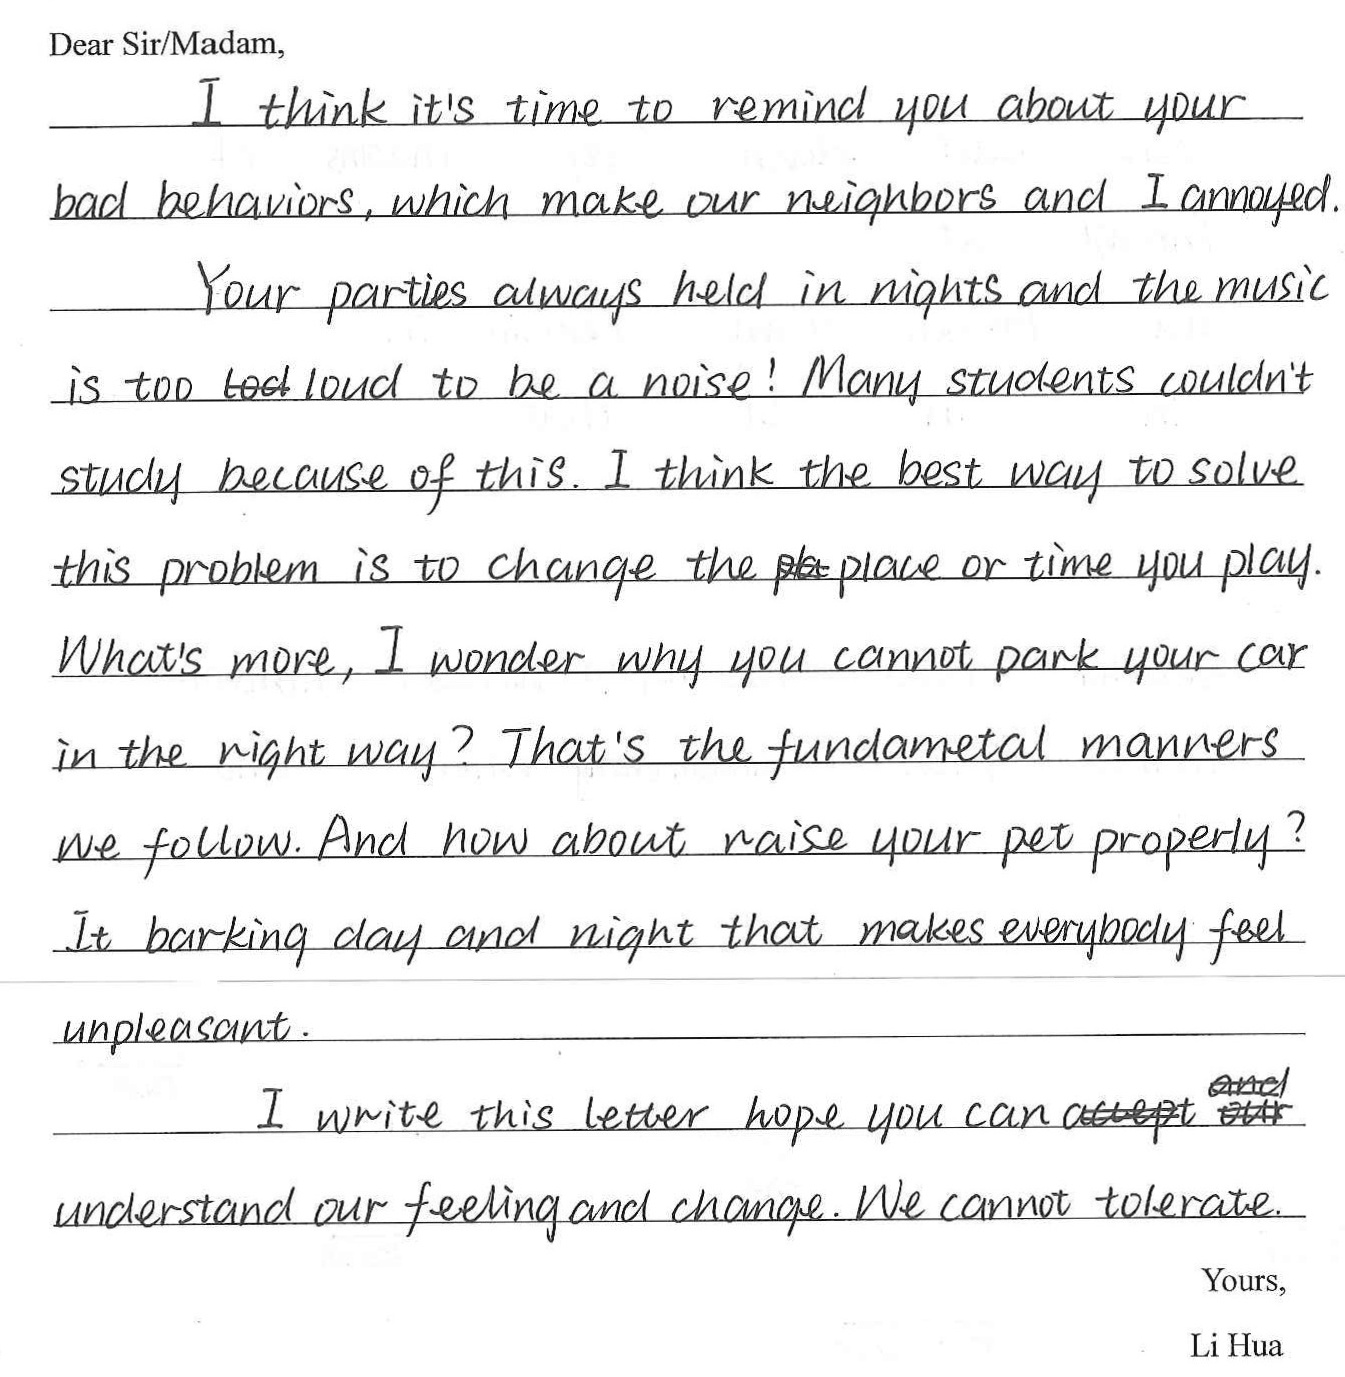 Dear Sir/Madam,
I think it's time to remind you about your
bad behaviors, which make our neighbors and I annoyed.
Your parties always held in nights and the music
is too loud to be a noise! Many students couldn't
study because of this. I think the best way to solve
this problem is to change the place or time you play.
What's more, I wonder why you cannot park your car
in the right way? That's the fundametal manners
we follow. And how about raise your pet properly?
It barking day and night that makes everybody feel
unpleasant.
I write this letter hope you can
understand our feeling and change. We cannot tolerate.
Yours,
Li Hua